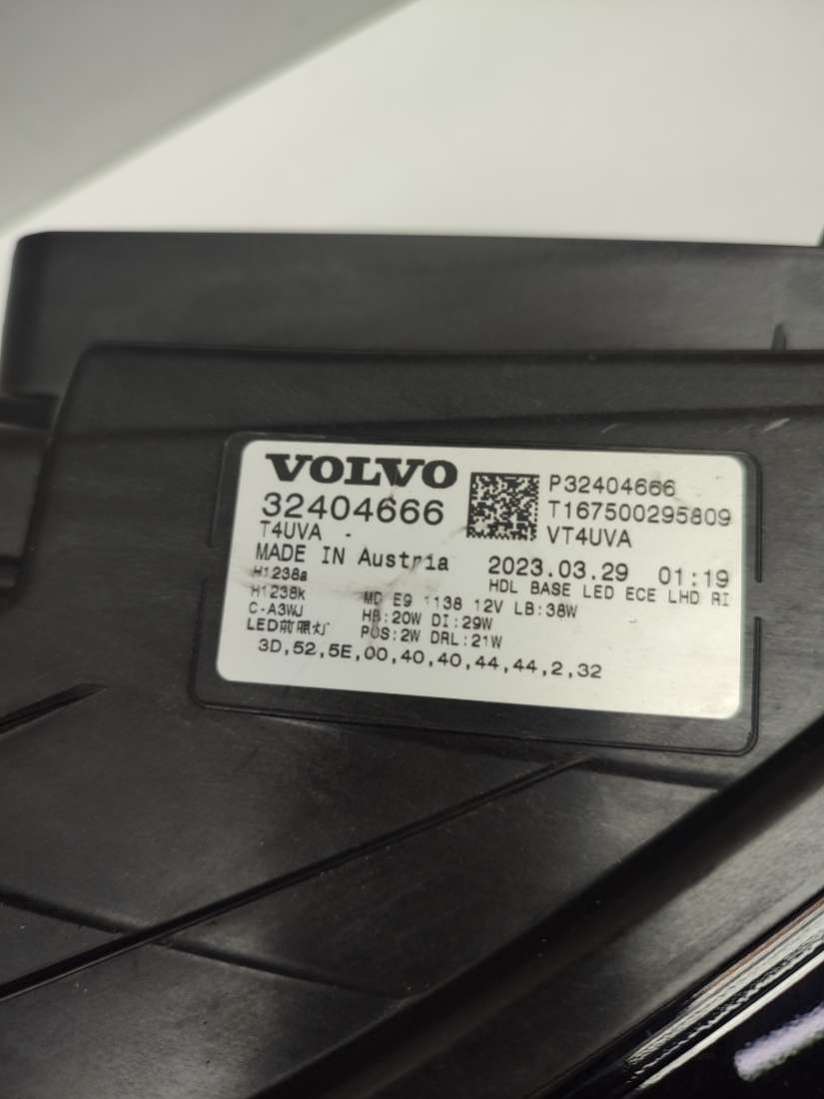 VOLVO
32404666
T4UVA
MADE IN Austria
P32404666
T167500295809
VT4UVA
2023.03.29 01:19
HDL BASE LED ECE LHD RI
H1238a
H1238k
C-A3WJ
LED前照灯
MD E9 1138 12V LB:38W
HB:20W DI:29W
POS:2W DRL:21W
3D,52,5E,00,40,40,44,44,2,32